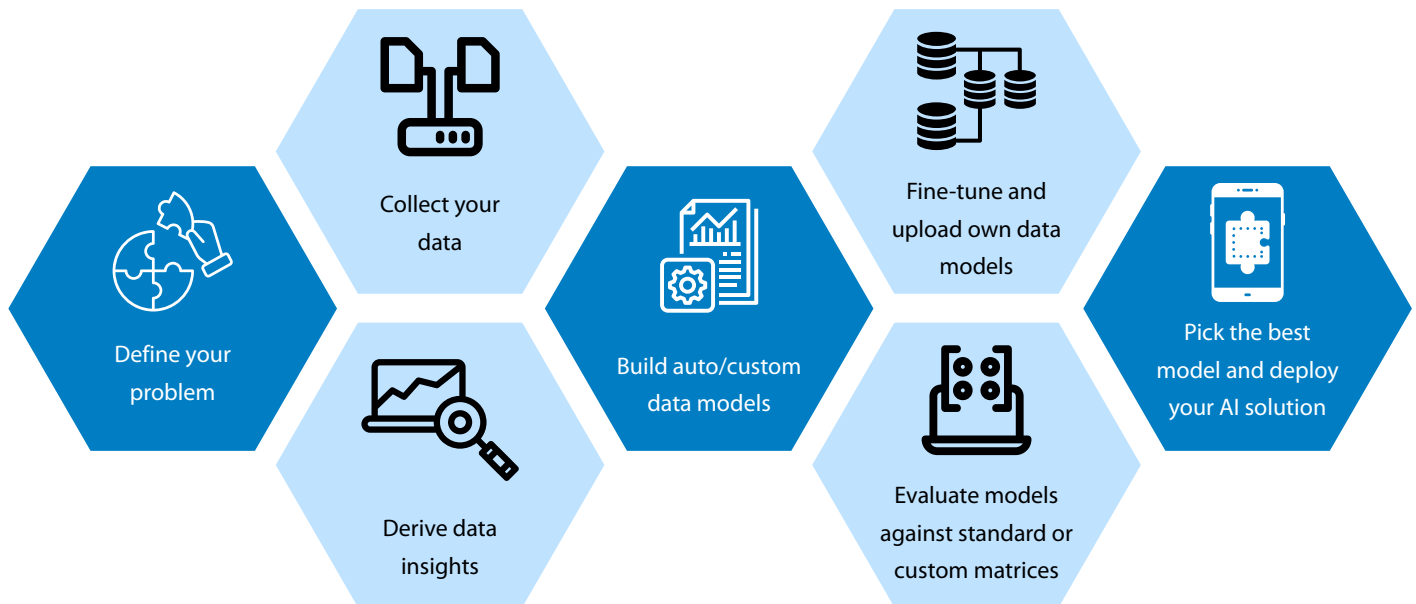 Define your
problem
Collect your
data
Derive data
insights
Build auto/custom
data models
Fine-tune and
upload own data
models
Evaluate models
against standard or
custom matrices
Pick the best
model and deploy
your AI solution